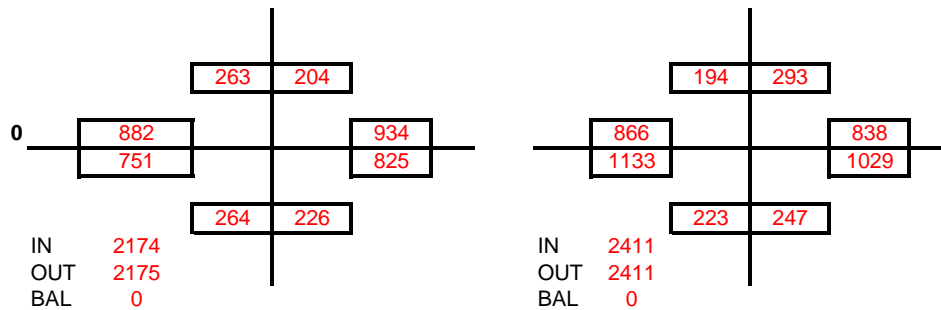 263 204 194 293
0 882 934 866 838
751 825 1133 1029
264 226 223 247
IN 2174 IN 2411
OUT 2175 OUT 2411
BAL 0 BAL 0